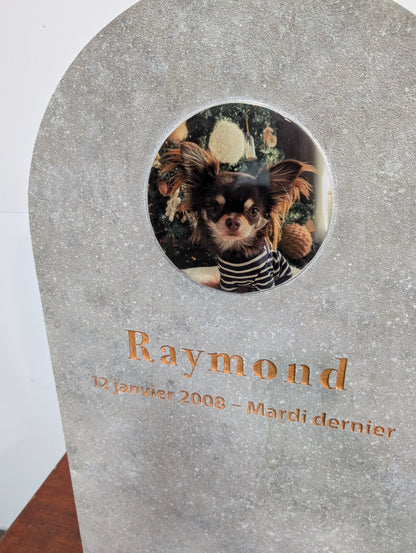 Raymond
12 janvier 2008 – Mardi dernier